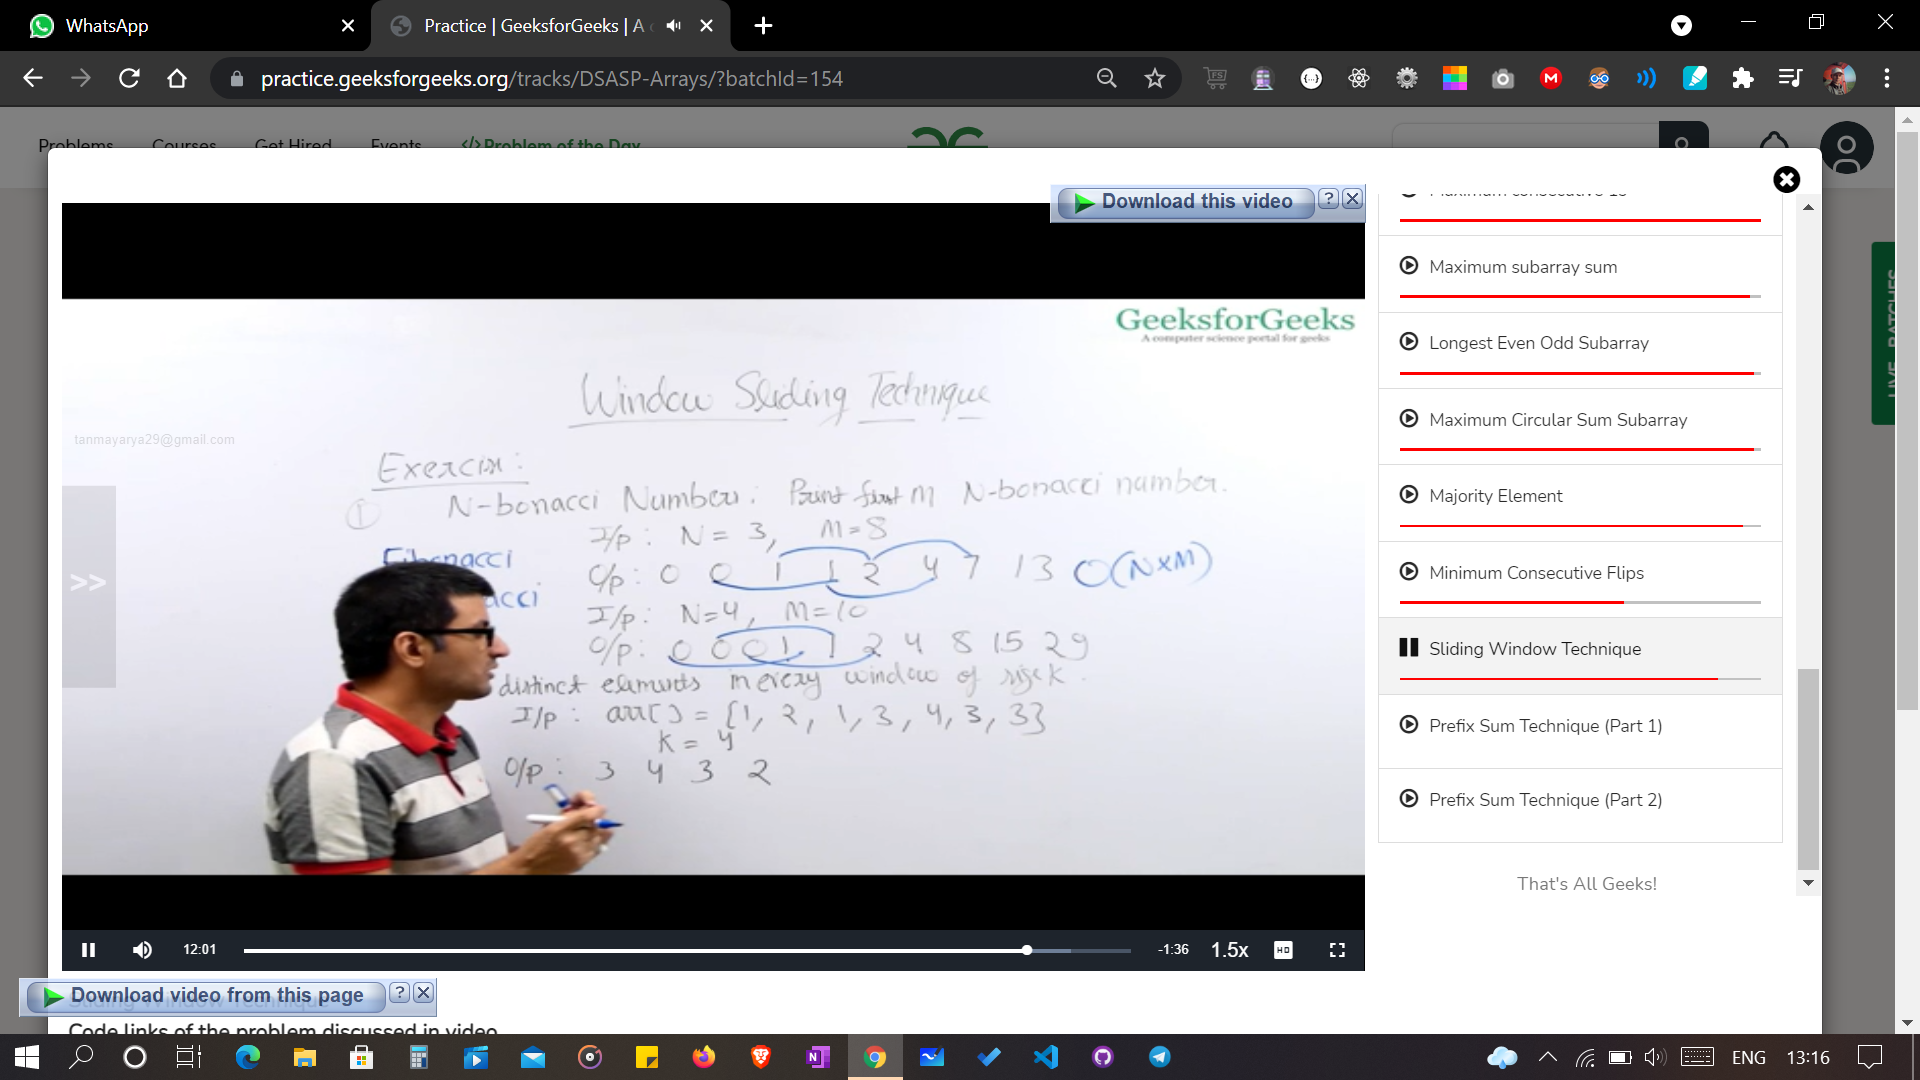 WhatsApp
Practice | GeeksforGeeks | A
practice.geeksforgeeks.org/tracks/DSASP-Arrays/?batchId=154
Problems Courses Get Hired Events </> Problem of the Day
Download this video ?
Maximum consecutive 1s
Maximum subarray sum
Longest Even Odd Subarray
Maximum Circular Sum Subarray
Majority Element
Minimum Consecutive Flips
Sliding Window Technique
Prefix Sum Technique (Part 1)
Prefix Sum Technique (Part 2)
That's All Geeks!
LIVE BATCHES
GeeksforGeeks
A computer science portal for geeks
Window Sliding Technique
tanmayarya29@gmail.com
Exercise:
① N-bonacci Numbers: Print first M N-bonacci number.
I/p: N = 3, M=8
Fibonacci
O/p: 0 0 1 1 2 4 7 13 O(N×M)
acci
I/p: N=4, M=10
O/p: 0 0 0 1 1 2 4 8 15 29
distinct elements in every window of size k.
I/p: arr[] = {1, 2, 1, 3, 4, 3, 3}
K = 4
O/p: 3 4 3 2
>>
12:01 -1:36 1.5x HD
Download video from this page ?
Sliding Window Technique
Code links of the problem discussed in video
ENG 13:16